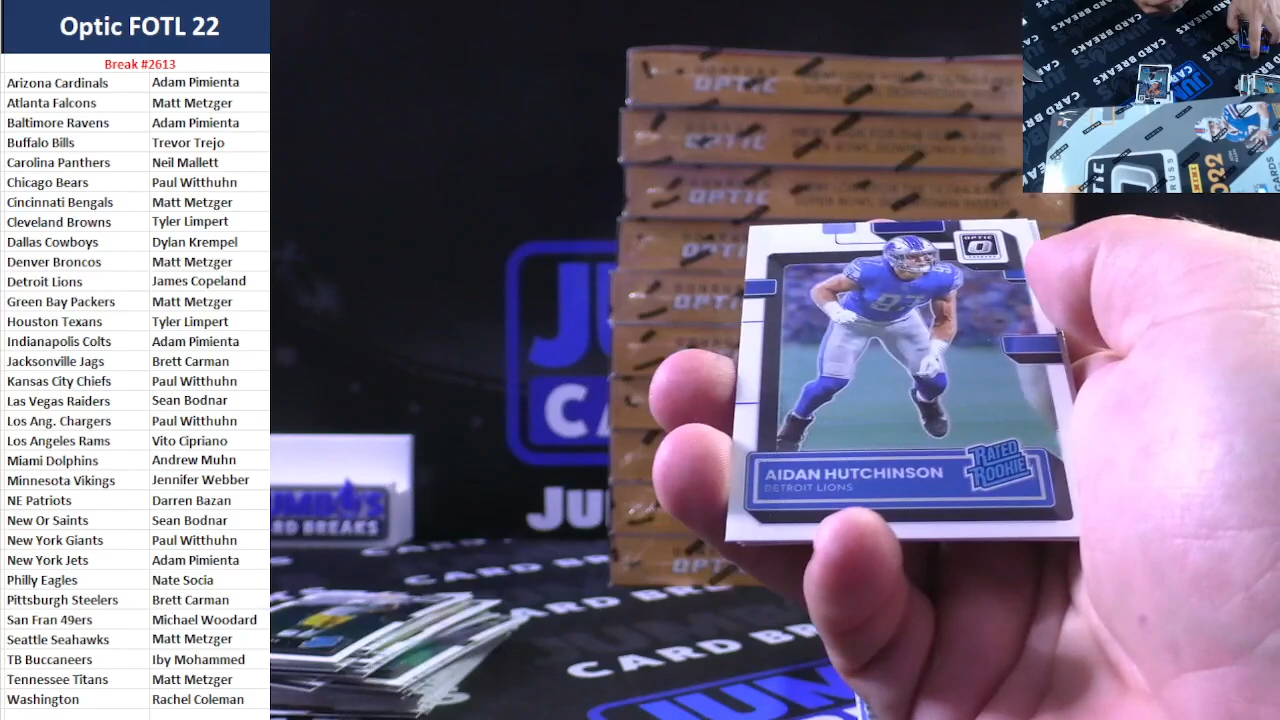 Optic FOTL 22
Break #2613
Arizona Cardinals Adam Pimienta
Atlanta Falcons Matt Metzger
Baltimore Ravens Adam Pimienta
Buffalo Bills Trevor Trejo
Carolina Panthers Neil Mallett
Chicago Bears Paul Witthuhn
Cincinnati Bengals Matt Metzger
Cleveland Browns Tyler Limpert
Dallas Cowboys Dylan Krempel
Denver Broncos Matt Metzger
Detroit Lions James Copeland
Green Bay Packers Matt Metzger
Houston Texans Tyler Limpert
Indianapolis Colts Adam Pimienta
Jacksonville Jags Brett Carman
Kansas City Chiefs Paul Witthuhn
Las Vegas Raiders Sean Bodnar
Los Ang. Chargers Paul Witthuhn
Los Angeles Rams Vito Cipriano
Miami Dolphins Andrew Muhn
Minnesota Vikings Jennifer Webber
NE Patriots Darren Bazan
New Or Saints Sean Bodnar
New York Giants Paul Witthuhn
New York Jets Adam Pimienta
Philly Eagles Nate Socia
Pittsburgh Steelers Brett Carman
San Fran 49ers Michael Woodard
Seattle Seahawks Matt Metzger
TB Buccaneers Iby Mohammed
Tennessee Titans Matt Metzger
Washington Rachel Coleman
OPTIC
OPTIC
OPTIC
OPTIC
97
RATED
ROOKIE
AIDAN HUTCHINSON
DETROIT LIONS
CARD BREAKS
CARD BREAKS
2022